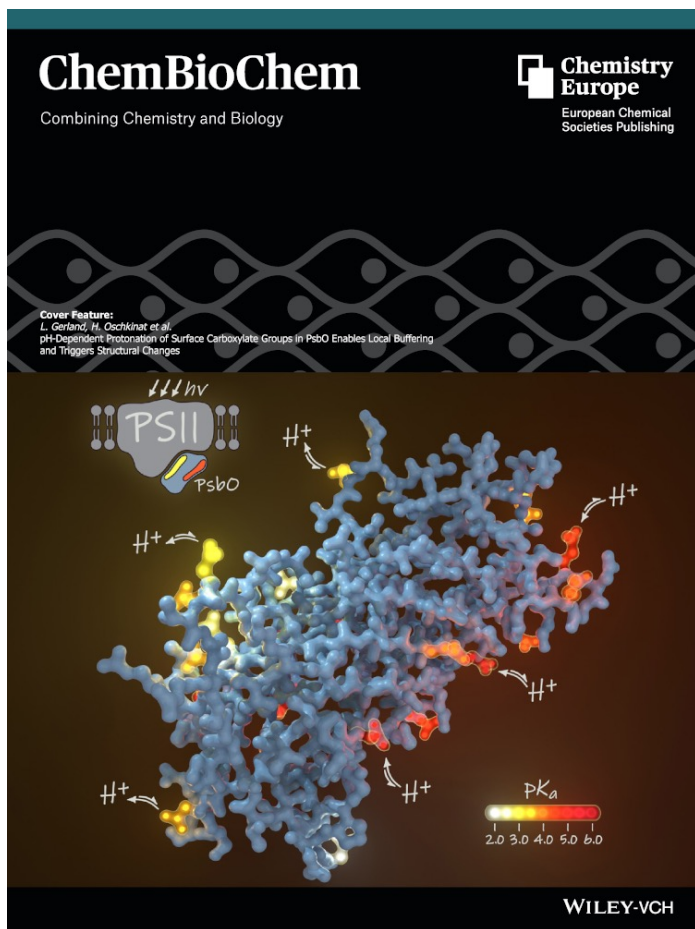 ChemBioChem
Combining Chemistry and Biology
Chemistry
Europe
European Chemical
Societies Publishing
Cover Feature:
L. Gerland, H. Oschkinat et al.
pH-Dependent Protonation of Surface Carboxylate Groups in PsbO Enables Local Buffering
and Triggers Structural Changes
hν
PSII
PsbO
H+
H+
H+
H+
H+
H+
pKa
2.0 3.0 4.0 5.0 6.0
WILEY-VCH